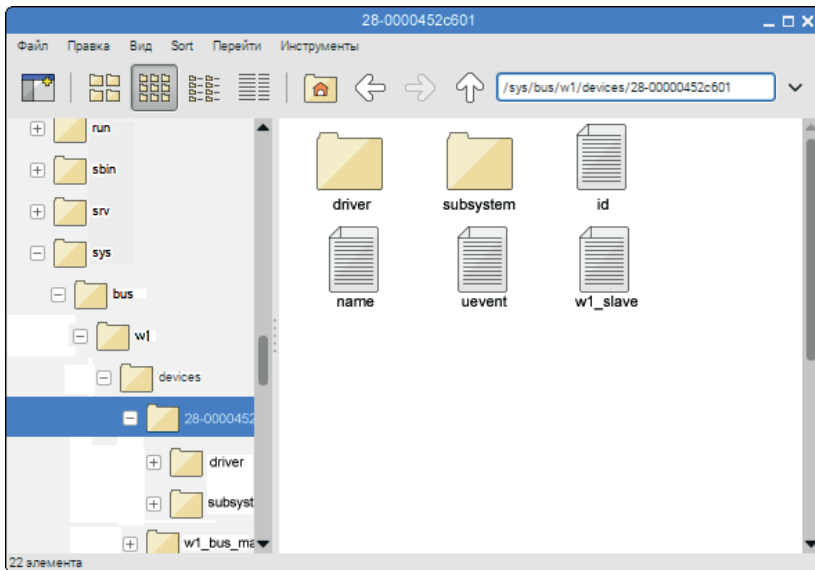 28-0000452c601
Файл Правка Вид Sort Перейти Инструменты
/sys/bus/w1/devices/28-00000452c601
run
sbin
srv
sys
bus
w1
devices
28-0000452
driver
subsyst
w1_bus_ma
driver subsystem id
name uevent w1_slave
22 элемента